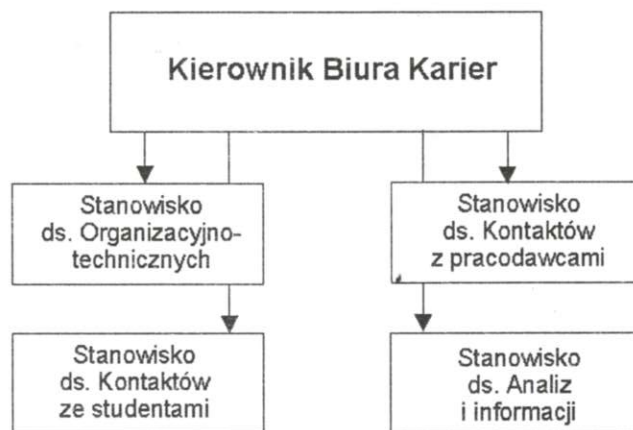 Kierownik Biura Karier
Stanowisko
ds. Organizacyjno-
technicznych
Stanowisko
ds. Kontaktów
z pracodawcami
Stanowisko
ds. Kontaktów
ze studentami
Stanowisko
ds. Analiz
i informacji